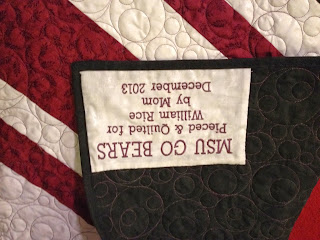 MSU GO BEARS
Pieced & Quilted for
William Rice
by Mom
December 2013